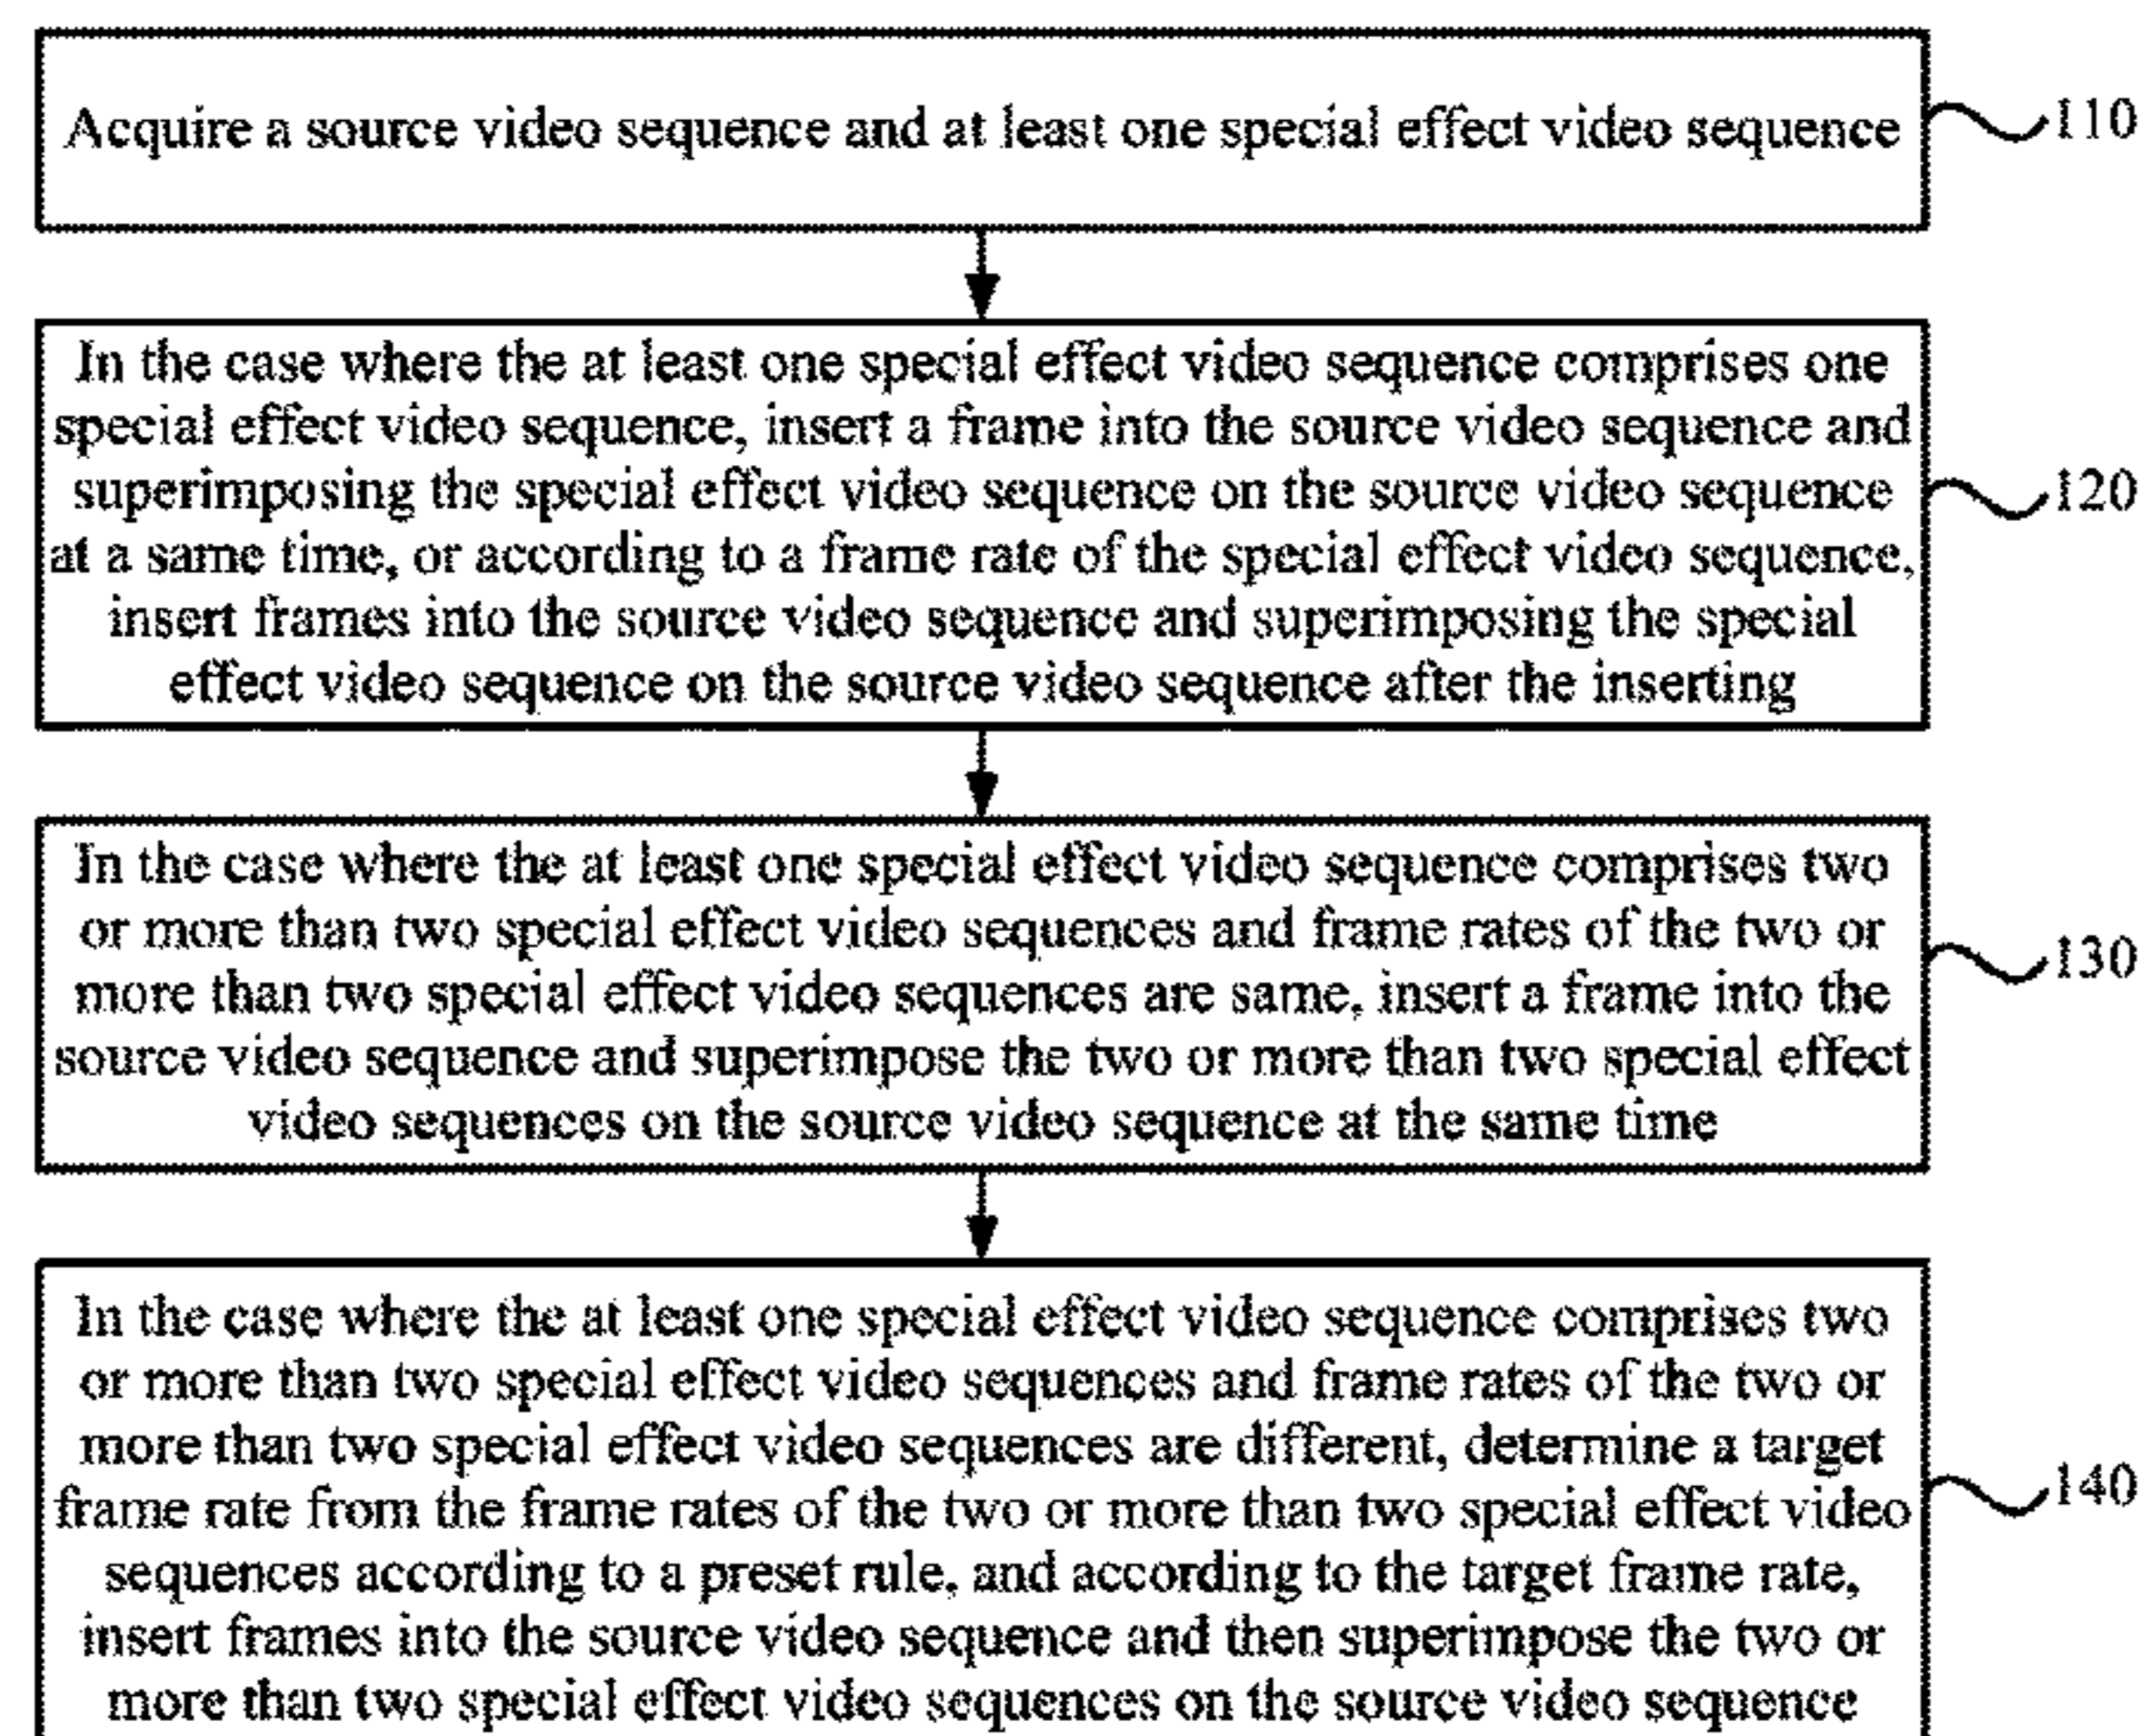 Acquire a source video sequence and at least one special effect video sequence
110
In the case where the at least one special effect video sequence comprises one
special effect video sequence, insert a frame into the source video sequence and
superimposing the special effect video sequence on the source video sequence
at a same time, or according to a frame rate of the special effect video sequence,
insert frames into the source video sequence and superimposing the special
effect video sequence on the source video sequence after the inserting
120
In the case where the at least one special effect video sequence comprises two
or more than two special effect video sequences and frame rates of the two or
more than two special effect video sequences are same, insert a frame into the
source video sequence and superimpose the two or more than two special effect
video sequences on the source video sequence at the same time
130
In the case where the at least one special effect video sequence comprises two
or more than two special effect video sequences and frame rates of the two or
more than two special effect video sequences are different, determine a target
frame rate from the frame rates of the two or more than two special effect video
sequences according to a preset rule, and according to the target frame rate,
insert frames into the source video sequence and then superimpose the two or
more than two special effect video sequences on the source video sequence
140